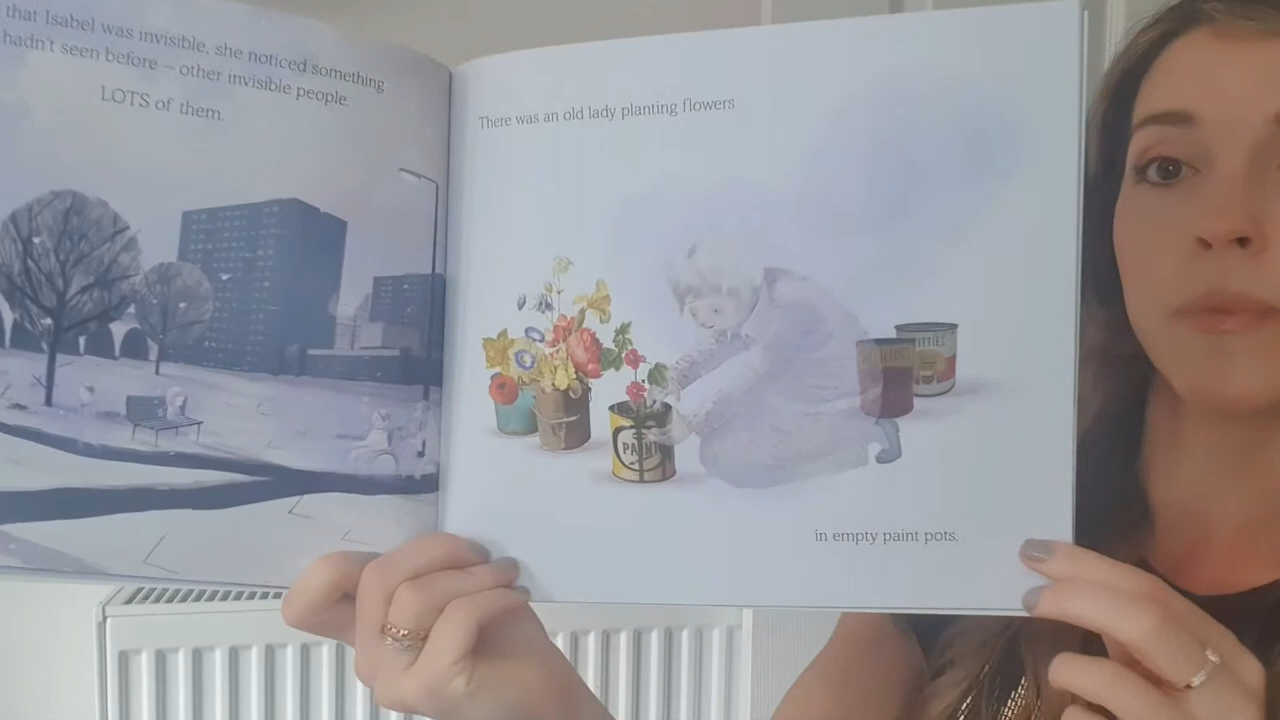 that Isabel was invisible, she noticed something
hadn't seen before – other invisible people.
LOTS of them.
There was an old lady planting flowers
in empty paint pots,
PAINT